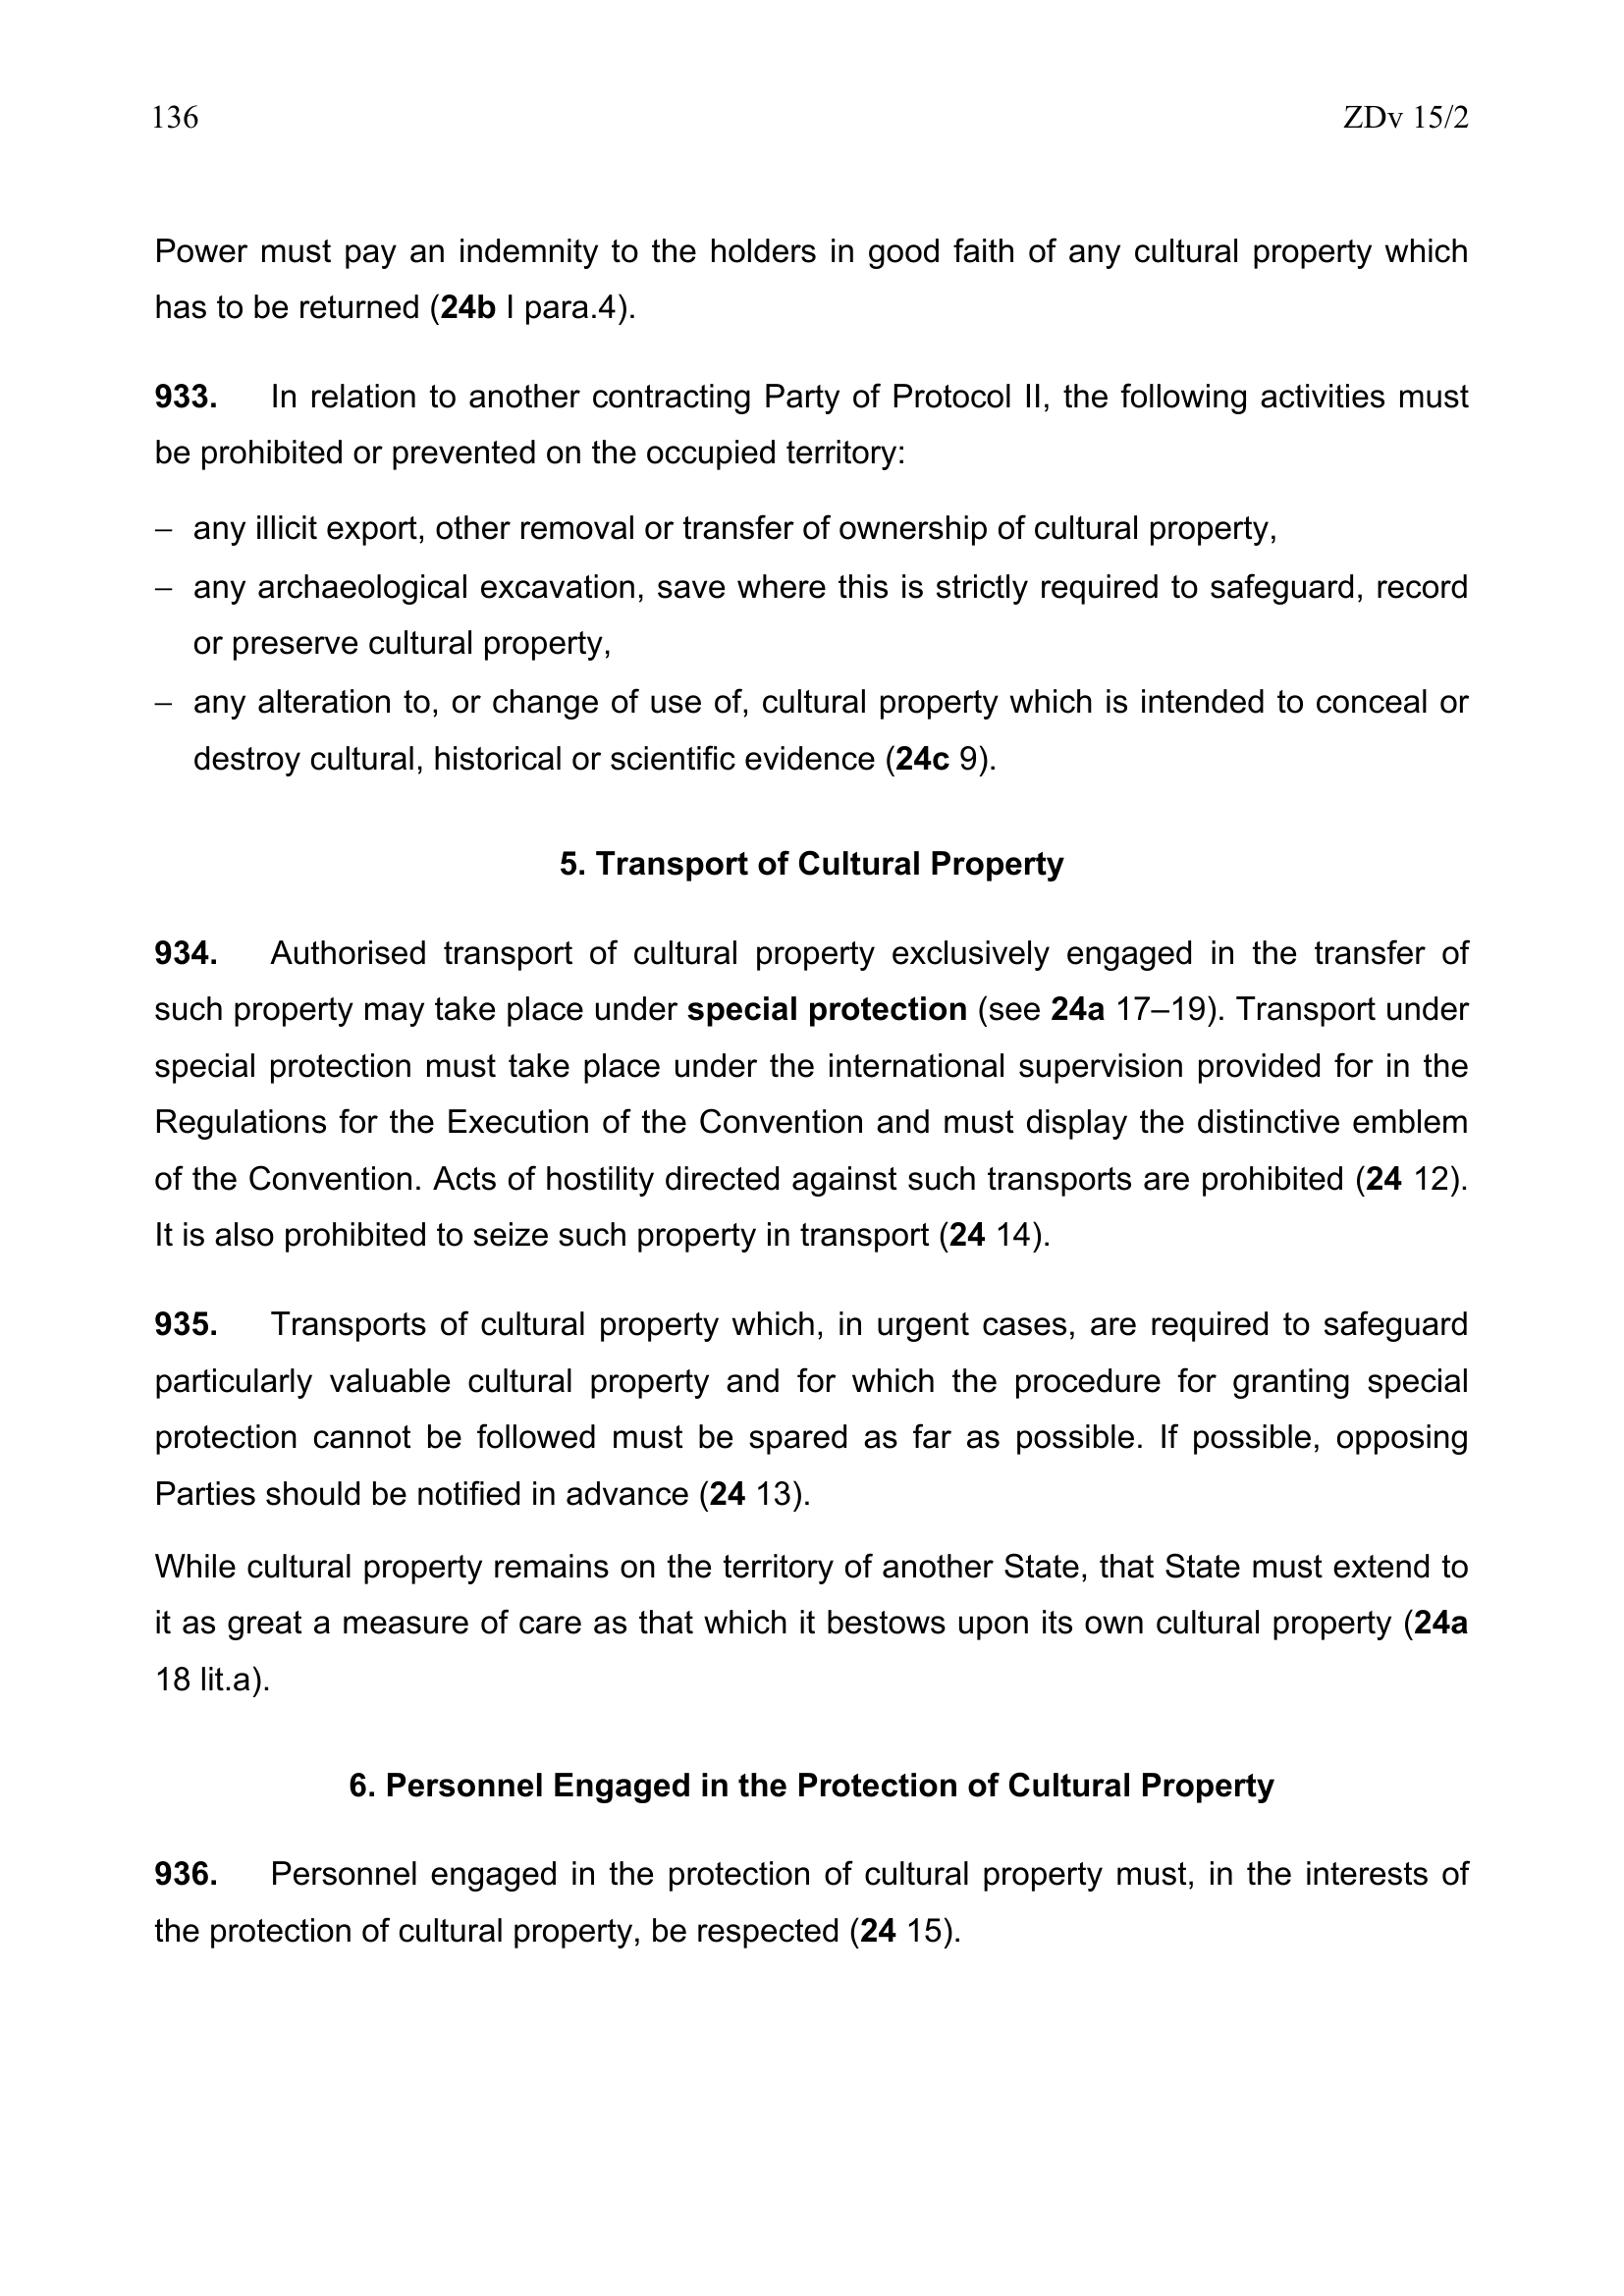 136
ZDv 15/2
Power must pay an indemnity to the holders in good faith of any cultural property which
has to be returned (24b I para.4).
933. In relation to another contracting Party of Protocol II, the following activities must
be prohibited or prevented on the occupied territory:
– any illicit export, other removal or transfer of ownership of cultural property,
– any archaeological excavation, save where this is strictly required to safeguard, record
or preserve cultural property,
– any alteration to, or change of use of, cultural property which is intended to conceal or
destroy cultural, historical or scientific evidence (24c 9).
5. Transport of Cultural Property
934. Authorised transport of cultural property exclusively engaged in the transfer of
such property may take place under special protection (see 24a 17–19). Transport under
special protection must take place under the international supervision provided for in the
Regulations for the Execution of the Convention and must display the distinctive emblem
of the Convention. Acts of hostility directed against such transports are prohibited (24 12).
It is also prohibited to seize such property in transport (24 14).
935. Transports of cultural property which, in urgent cases, are required to safeguard
particularly valuable cultural property and for which the procedure for granting special
protection cannot be followed must be spared as far as possible. If possible, opposing
Parties should be notified in advance (24 13).
While cultural property remains on the territory of another State, that State must extend to
it as great a measure of care as that which it bestows upon its own cultural property (24a
18 lit.a).
6. Personnel Engaged in the Protection of Cultural Property
936. Personnel engaged in the protection of cultural property must, in the interests of
the protection of cultural property, be respected (24 15).